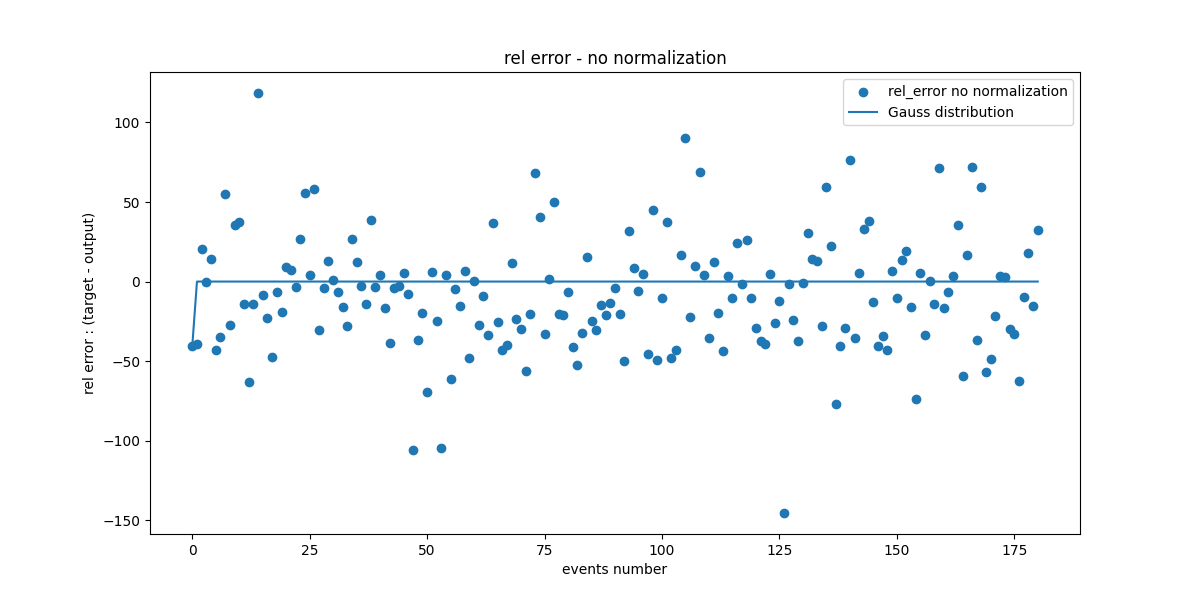 rel error - no normalization
rel_error no normalization
Gauss distribution
rel error : (target - output)
100
50
0
−50
−100
−150
0 25 50 75 100 125 150 175
events number